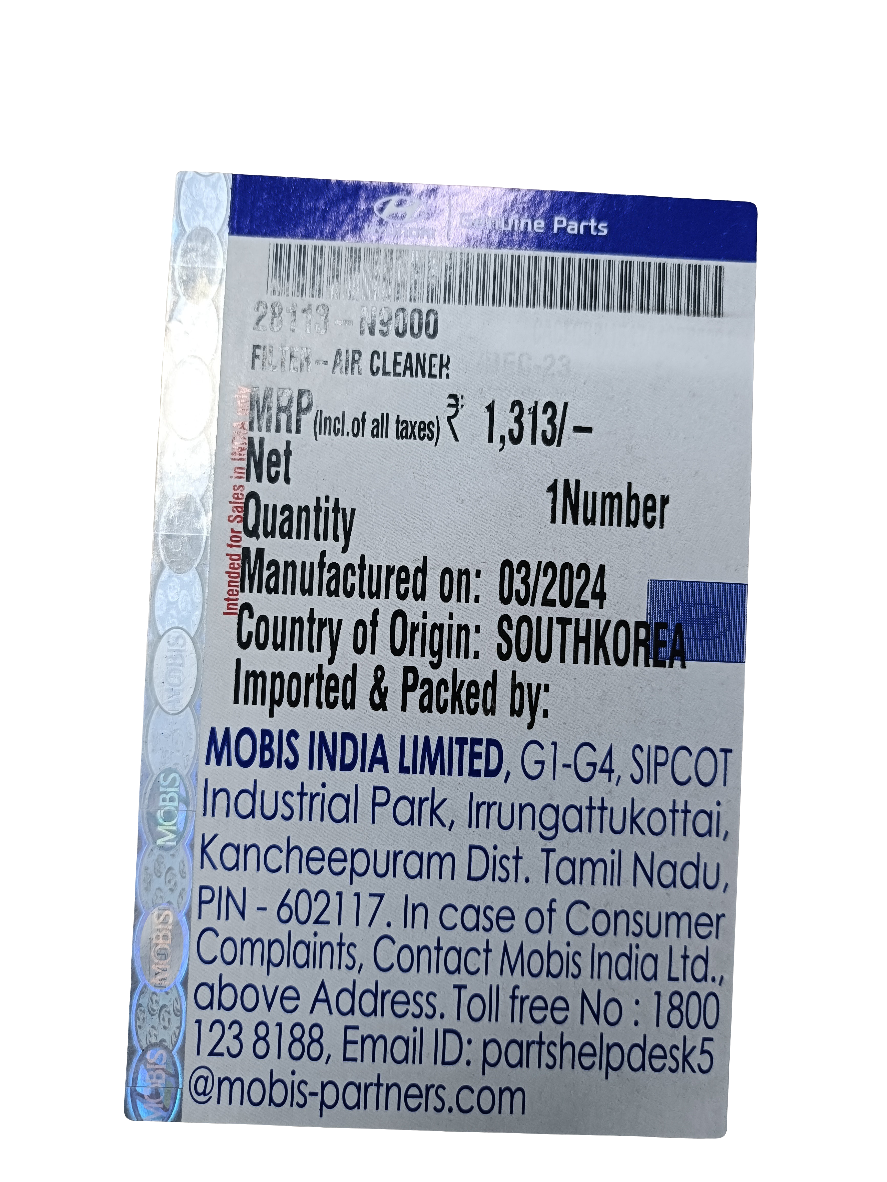 Genuine Parts
28113-N9000
FILTER-AIR CLEANER
MRP(Incl.of all taxes) ₹ 1,313/-
Net
Quantity 1Number
Manufactured on: 03/2024
Country of Origin: SOUTHKOREA
Imported & Packed by:
MOBIS INDIA LIMITED, G1-G4, SIPCOT
Industrial Park, Irrungattukottai,
Kancheepuram Dist. Tamil Nadu,
PIN - 602117. In case of Consumer
Complaints, Contact Mobis India Ltd.,
above Address. Toll free No : 1800
123 8188, Email ID: partshelpdesk5
@mobis-partners.com
Intended for Sales in INDIA only
MOBIS
MOBIS
MOBIS
MOBIS